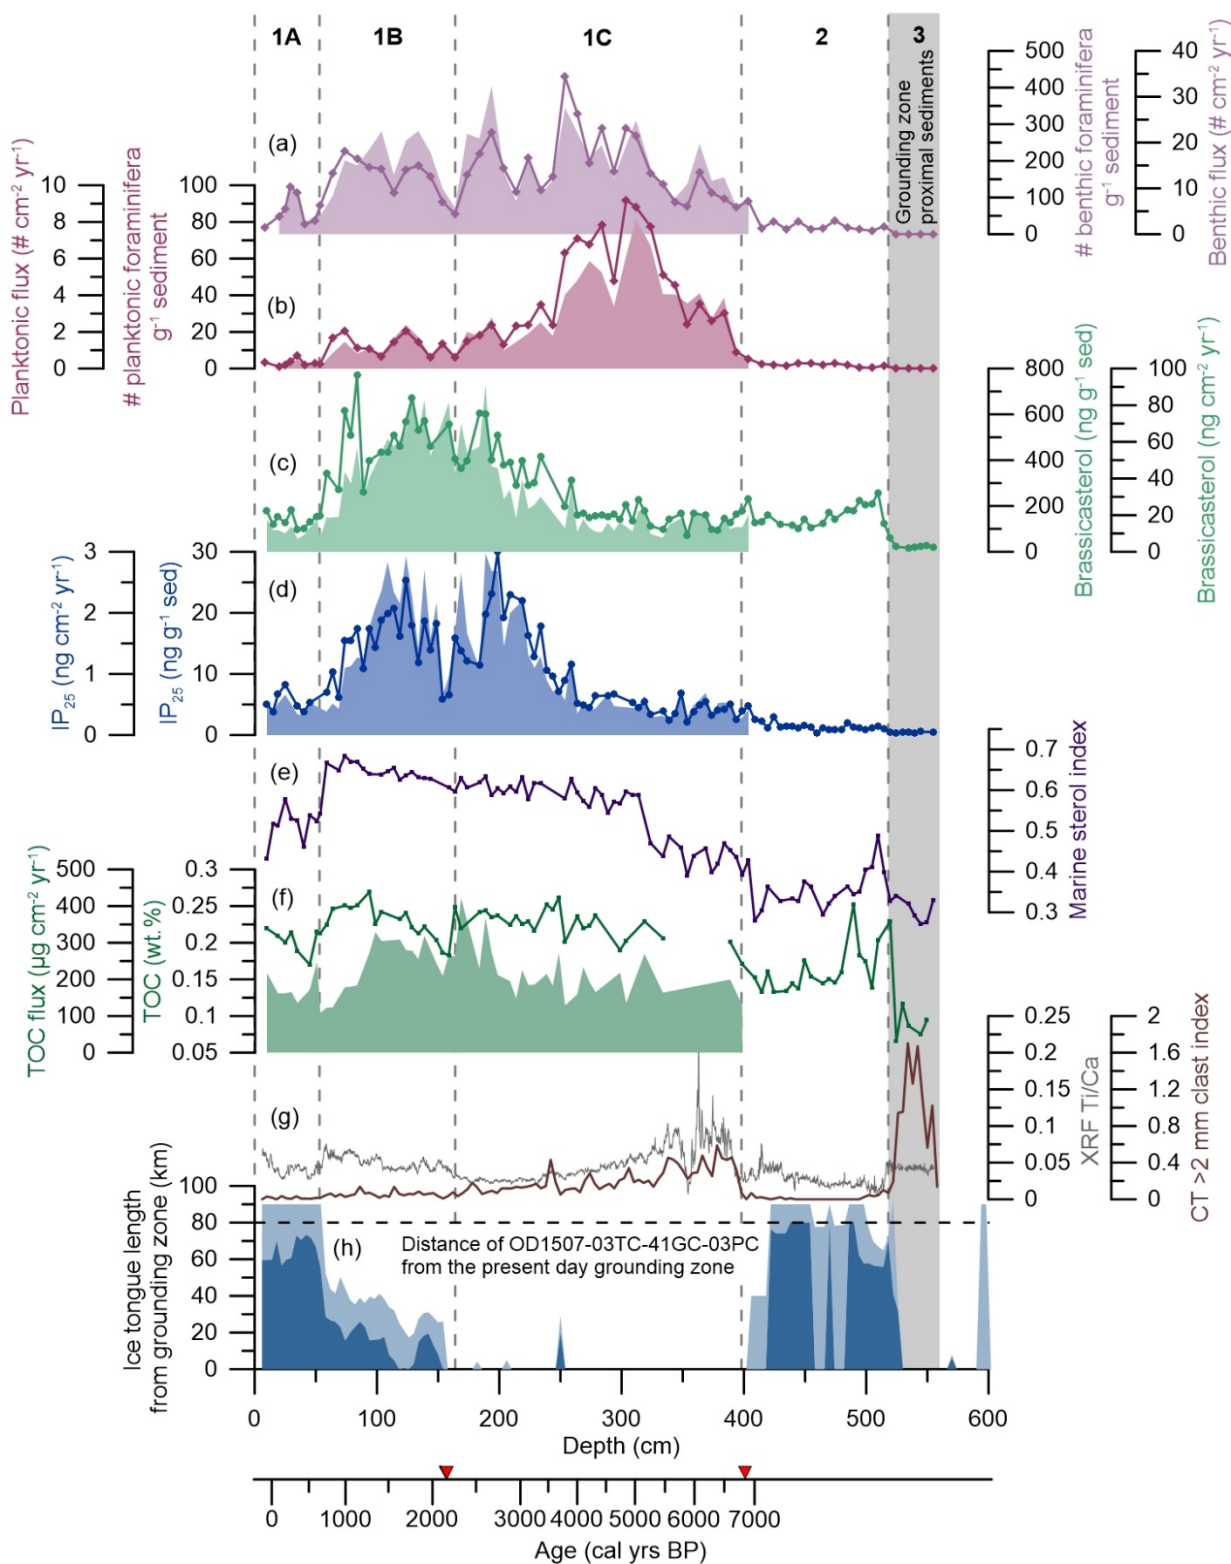 1A
1B
1C
2
3
Grounding zone
proximal sediments
(a)
500
400
300
200
100
0
# benthic foraminifera
g⁻¹ sediment
40
30
20
10
0
Benthic flux (# cm⁻² yr⁻¹)
Planktonic flux (# cm⁻² yr⁻¹)
10
8
6
4
2
0
# planktonic foraminifera
g⁻¹ sediment
100
80
60
40
20
0
(b)
(c)
800
600
400
200
0
Brassicasterol (ng g⁻¹ sed)
100
80
60
40
20
0
Brassicasterol (ng cm⁻² yr⁻¹)
IP₂₅ (ng cm⁻² yr⁻¹)
3
2
1
0
IP₂₅ (ng g⁻¹ sed)
30
20
10
0
(d)
(e)
0.7
0.6
0.5
0.4
0.3
Marine sterol index
TOC flux (µg cm⁻² yr⁻¹)
500
400
300
200
100
0
TOC (wt.%)
0.3
0.25
0.2
0.15
0.1
0.05
(f)
(g)
0.25
0.2
0.15
0.1
0.05
0
XRF Ti/Ca
2
1.6
1.2
0.8
0.4
0
CT >2 mm clast index
Ice tongue length
from grounding zone (km)
100
80
60
40
20
0
(h)
Distance of OD1507-03TC-41GC-03PC
from the present day grounding zone
0 100 200 300 400 500 600
Depth (cm)
0 1000 2000 3000 4000 5000 6000 7000
Age (cal yrs BP)